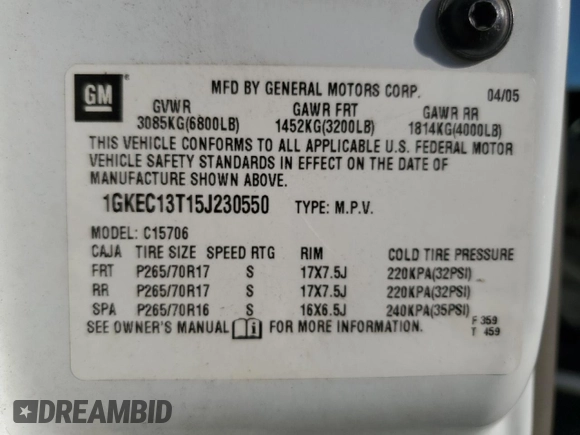 GM
MFD BY GENERAL MOTORS CORP. 04/05
GVWR GAWR FRT GAWR RR
3085KG(6800LB) 1452KG(3200LB) 1814KG(4000LB)
THIS VEHICLE CONFORMS TO ALL APPLICABLE U.S. FEDERAL MOTOR
VEHICLE SAFETY STANDARDS IN EFFECT ON THE DATE OF
MANUFACTURE SHOWN ABOVE.
1GKEC13T15J230550 TYPE: M.P.V.
MODEL: C15706
CAJA TIRE SIZE SPEED RTG RIM COLD TIRE PRESSURE
FRT P265/70R17 S 17X7.5J 220KPA(32PSI)
RR P265/70R17 S 17X7.5J 220KPA(32PSI)
SPA P265/70R16 S 16X6.5J 240KPA(35PSI)
SEE OWNER'S MANUAL i FOR MORE INFORMATION. F 359
T 459
DREAMBID